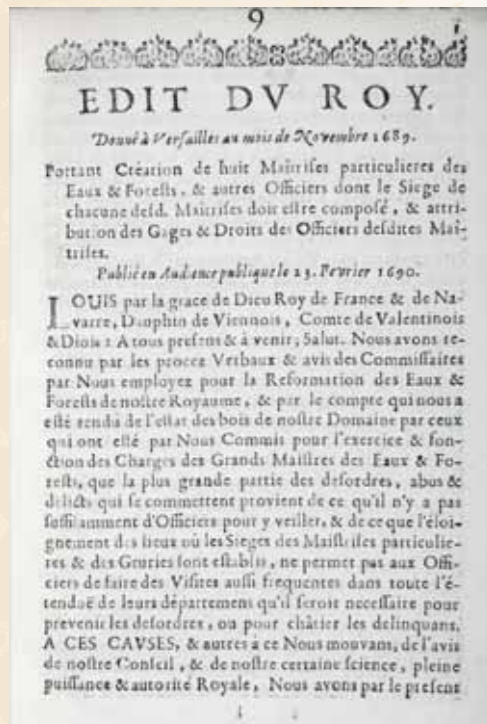 9
1
EDIT DV ROY.
Donné à Versailles au mois de Novembre 1689.
Portant Création de huit Maitrises particulieres des
Eaux & Forests, & autres Officiers dont le Siege de
chacune desd. Maitrises doit estre composé, & attri-
bution des Gages & Droits des Officiers desdites Maî-
trises.
Publié en Audience publique le 23. Fevrier 1690.
LOUIS par la grace de Dieu Roy de France & de Na-
varre, Dauphin de Viennois, Comte de Valentinois
& Diois : A tous presens & à venir, Salut. Nous avons re-
connu par les procez Verbaux & avis des Commissaires
par Nous employez pour la Reformation des Eaux &
Forests de nostre Royaume, & par le compte qui nous a
esté rendu de l'estat des bois de nostre Domaine par ceux
qui ont esté par Nous Commis pour l'exercice & fon-
ction des Charges des Grands Maistres des Eaux & Fo-
rests, que la plus grande partie des desordres, abus &
delicts qui se commettent provient de ce qu'il n'y a pas
suffisamment d'Officiers pour y veiller, & de ce que l'éloi-
gnement des lieux où les Sieges des Maistrises particulie-
res & des Gruries sont establis, ne permet pas aux Offi-
ciers de faire des Visites aussi frequentes dans toute l'é-
tenduë de leurs département qu'il seroit necessaire pour
prevenir les desordres, ou pour châtier les delinquans.
A CES CAVSES, & autres à ce Nous mouvans, de l'avis
de nostre Conseil, & de nostre certaine science, pleine
puissance & autorité Royale, Nous avons par le present